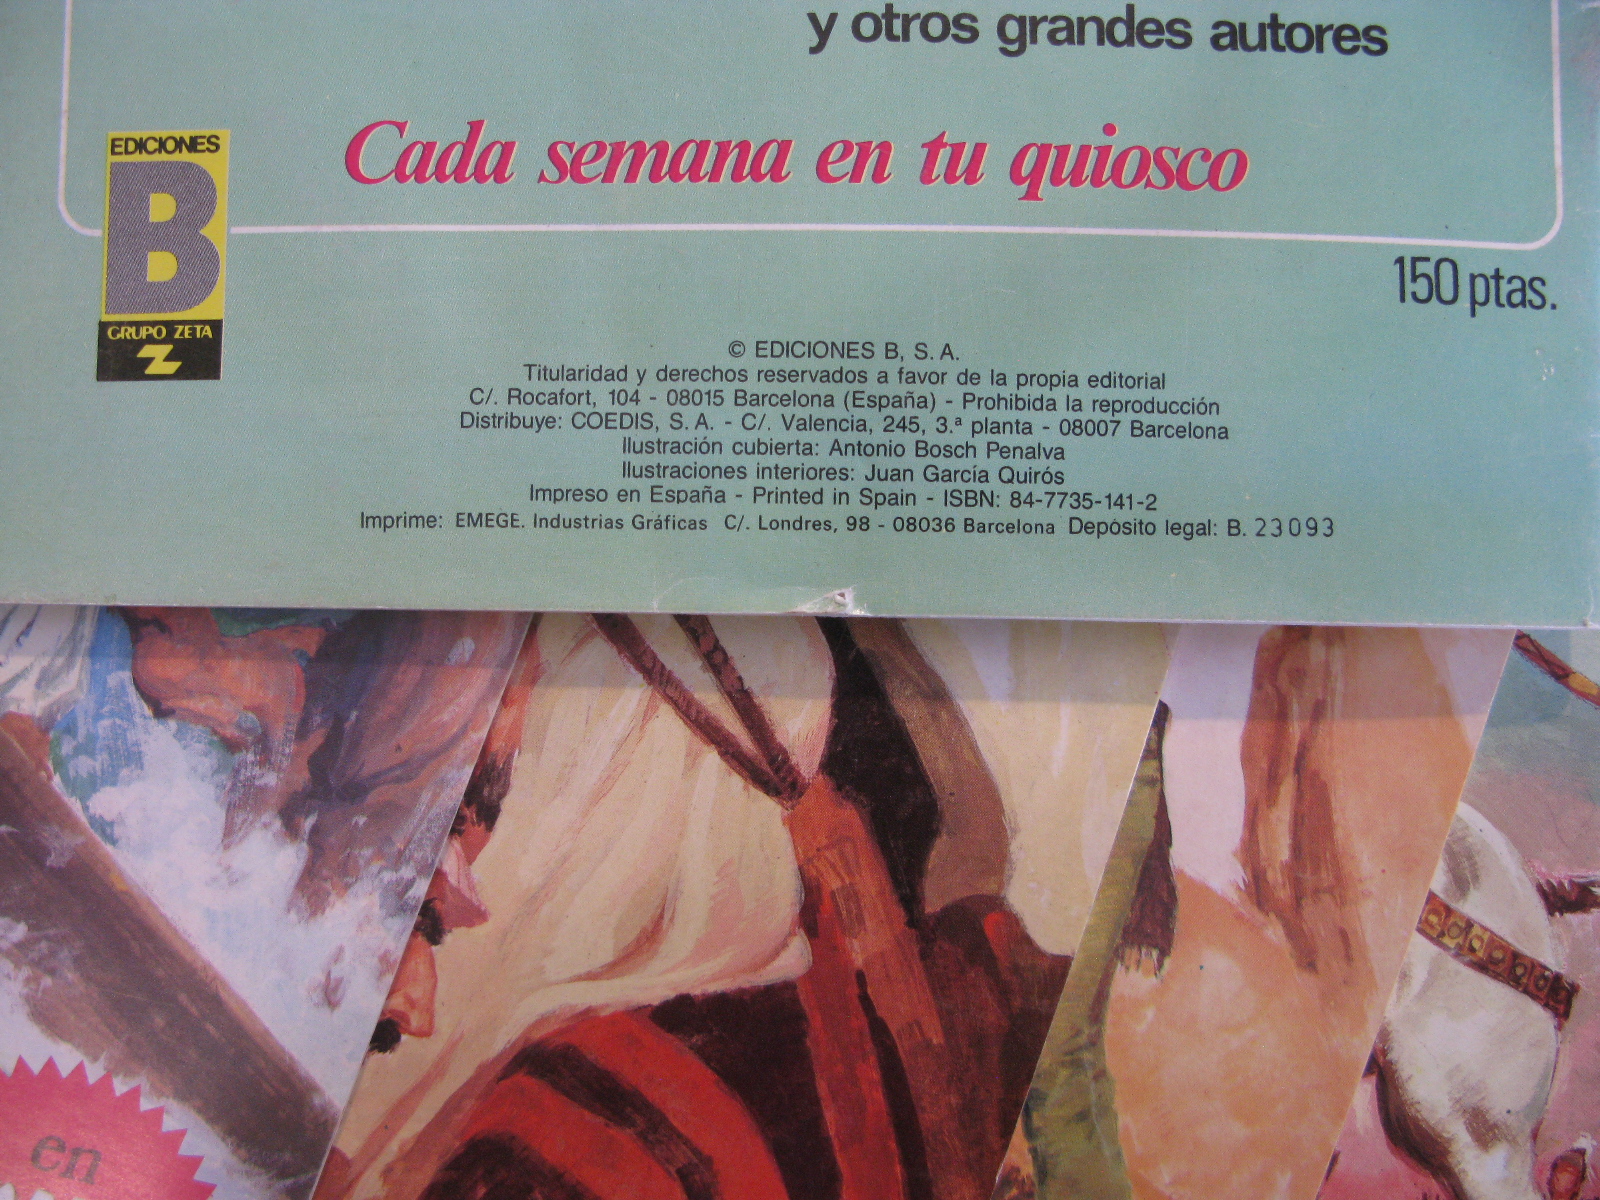 y otros grandes autores
Cada semana en tu quiosco
EDICIONES
B
GRUPO ZETA
150 ptas.
© EDICIONES B, S. A.
Titularidad y derechos reservados a favor de la propia editorial
C/. Rocafort, 104 - 08015 Barcelona (España) - Prohibida la reproducción
Distribuye: COEDIS, S. A. - C/. Valencia, 245, 3.ª planta - 08007 Barcelona
Ilustración cubierta: Antonio Bosch Penalva
Ilustraciones interiores: Juan García Quirós
Impreso en España - Printed in Spain - ISBN: 84-7735-141-2
Imprime: EMEGE. Industrias Gráficas C/. Londres, 98 - 08036 Barcelona Depósito legal: B. 23093
en